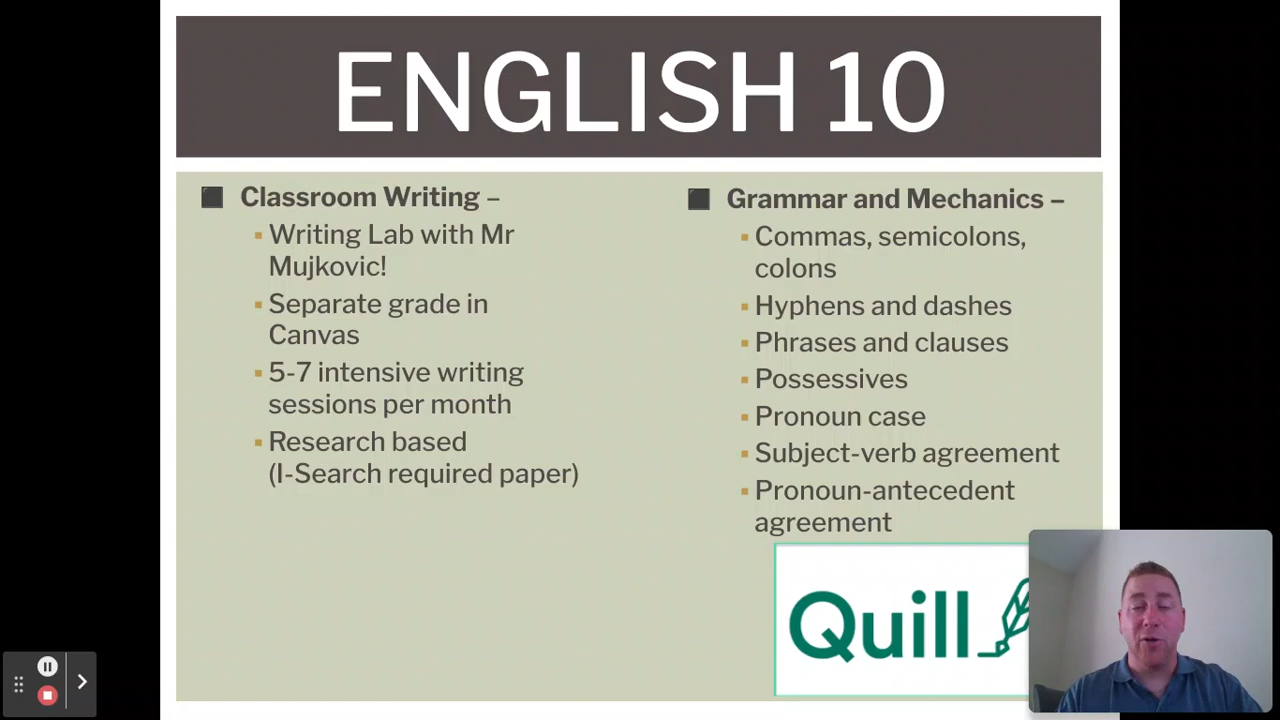 ENGLISH 10
Classroom Writing –
Writing Lab with Mr
Mujkovic!
Separate grade in
Canvas
5-7 intensive writing
sessions per month
Research based
(I-Search required paper)
Grammar and Mechanics –
Commas, semicolons,
colons
Hyphens and dashes
Phrases and clauses
Possessives
Pronoun case
Subject-verb agreement
Pronoun-antecedent
agreement
Quill